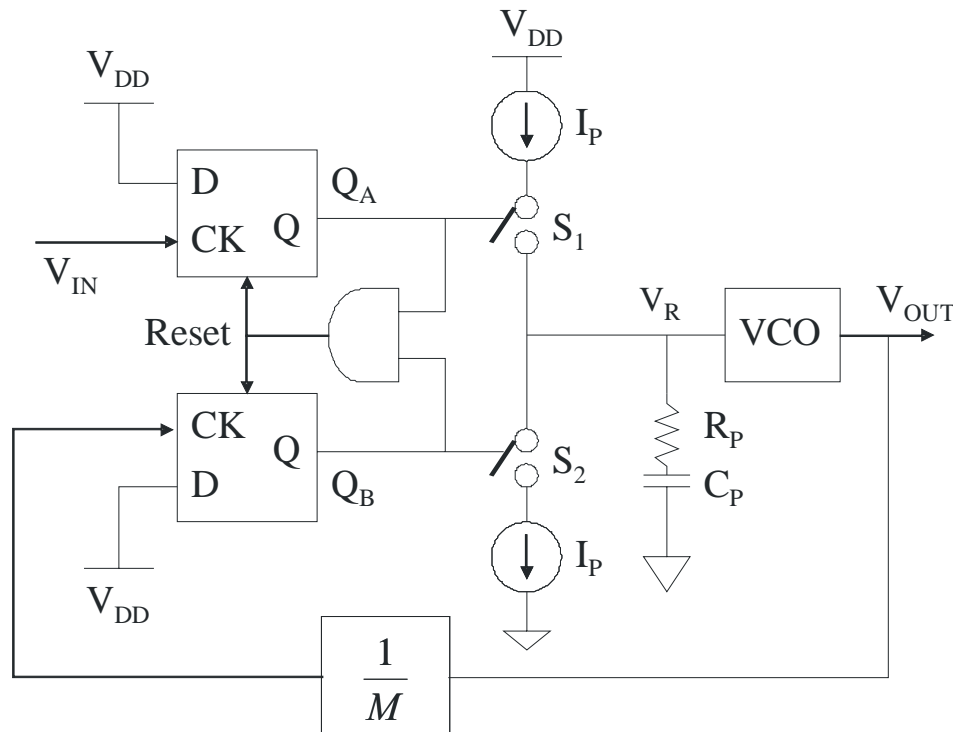 V_DD
V_DD
I_P
D
Q_A
Q
CK
S_1
V_IN
V_R
V_OUT
Reset
VCO
CK
R_P
Q
S_2
D
Q_B
C_P
I_P
V_DD
1
M